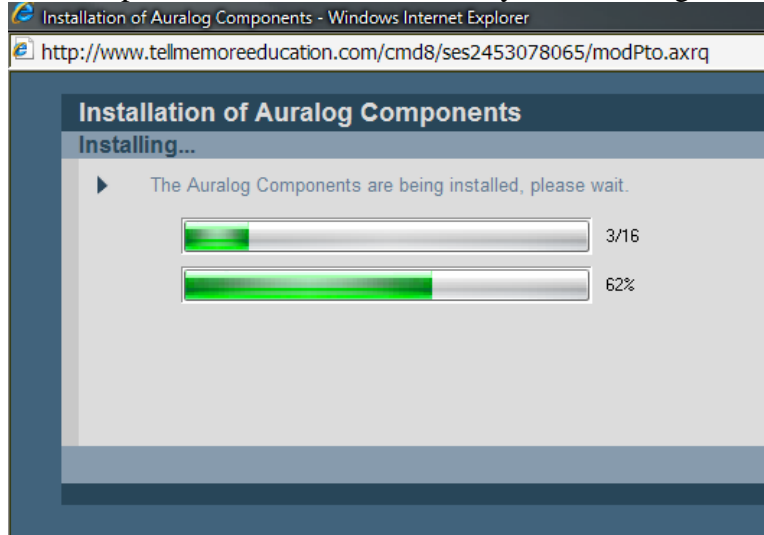 Installation of Auralog Components - Windows Internet Explorer
http://www.tellmemoreeducation.com/cmd8/ses2453078065/modPto.axrq
Installation of Auralog Components
Installing...
The Auralog Components are being installed, please wait.
3/16
62%